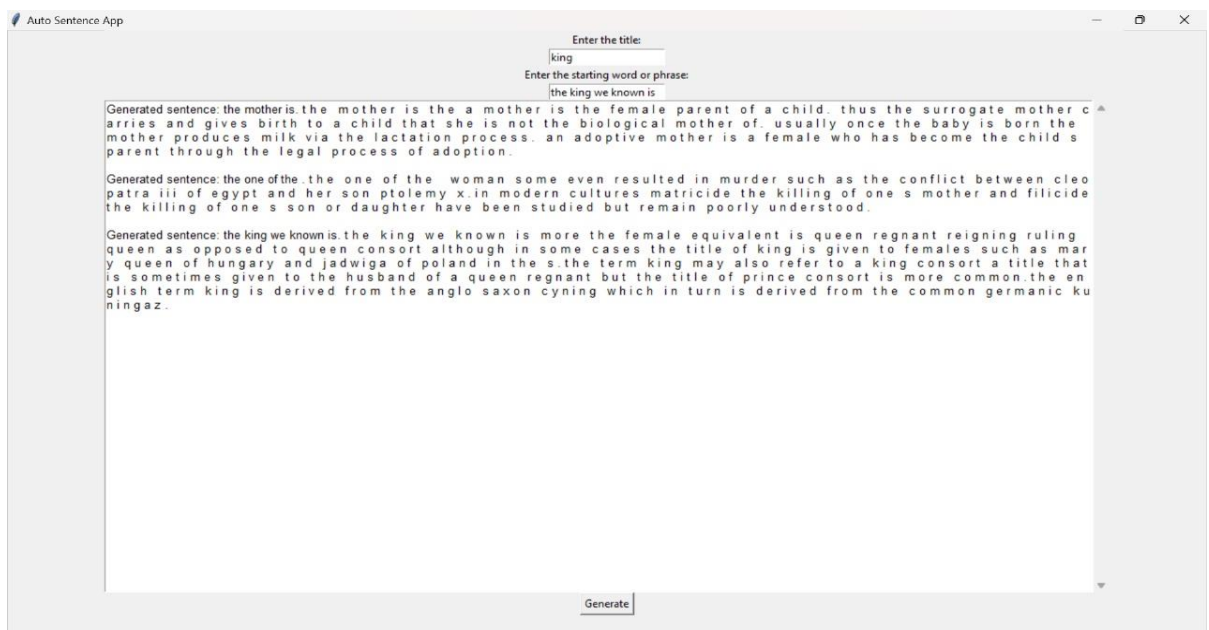 Auto Sentence App
Enter the title:
king
Enter the starting word or phrase:
the king we known is
Generated sentence: the mother is. t h e   m o t h e r   i s   t h e   a   m o t h e r   i s   t h e   f e m a l e   p a r e n t   o f   a   c h i l d .   t h u s   t h e   s u r r o g a t e   m o t h e r   c
a r r i e s   a n d   g i v e s   b i r t h   t o   a   c h i l d   t h a t   s h e   i s   n o t   t h e   b i o l o g i c a l   m o t h e r   o f .   u s u a l l y   o n c e   t h e   b a b y   i s   b o r n   t h e
m o t h e r   p r o d u c e s   m i l k   v i a   t h e   l a c t a t i o n   p r o c e s s .   a n   a d o p t i v e   m o t h e r   i s   a   f e m a l e   w h o   h a s   b e c o m e   t h e   c h i l d   s
p a r e n t   t h r o u g h   t h e   l e g a l   p r o c e s s   o f   a d o p t i o n .
Generated sentence: the one of the . t h e   o n e   o f   t h e     w o m a n   s o m e   e v e n   r e s u l t e d   i n   m u r d e r   s u c h   a s   t h e   c o n f l i c t   b e t w e e n   c l e o
p a t r a   i i i   o f   e g y p t   a n d   h e r   s o n   p t o l e m y   x . i n   m o d e r n   c u l t u r e s   m a t r i c i d e   t h e   k i l l i n g   o f   o n e   s   m o t h e r   a n d   f i l i c i d e
t h e   k i l l i n g   o f   o n e   s   s o n   o r   d a u g h t e r   h a v e   b e e n   s t u d i e d   b u t   r e m a i n   p o o r l y   u n d e r s t o o d .
Generated sentence: the king we known is. t h e   k i n g   w e   k n o w n   i s   m o r e   t h e   f e m a l e   e q u i v a l e n t   i s   q u e e n   r e g n a n t   r e i g n i n g   r u l i n g
q u e e n   a s   o p p o s e d   t o   q u e e n   c o n s o r t   a l t h o u g h   i n   s o m e   c a s e s   t h e   t i t l e   o f   k i n g   i s   g i v e n   t o   f e m a l e s   s u c h   a s   m a r
y   q u e e n   o f   h u n g a r y   a n d   j a d w i g a   o f   p o l a n d   i n   t h e   s . t h e   t e r m   k i n g   m a y   a l s o   r e f e r   t o   a   k i n g   c o n s o r t   a   t i t l e   t h a t
i s   s o m e t i m e s   g i v e n   t o   t h e   h u s b a n d   o f   a   q u e e n   r e g n a n t   b u t   t h e   t i t l e   o f   p r i n c e   c o n s o r t   i s   m o r e   c o m m o n . t h e   e n
g l i s h   t e r m   k i n g   i s   d e r i v e d   f r o m   t h e   a n g l o   s a x o n   c y n i n g   w h i c h   i n   t u r n   i s   d e r i v e d   f r o m   t h e   c o m m o n   g e r m a n i c   k u
n i n g a z .
Generate